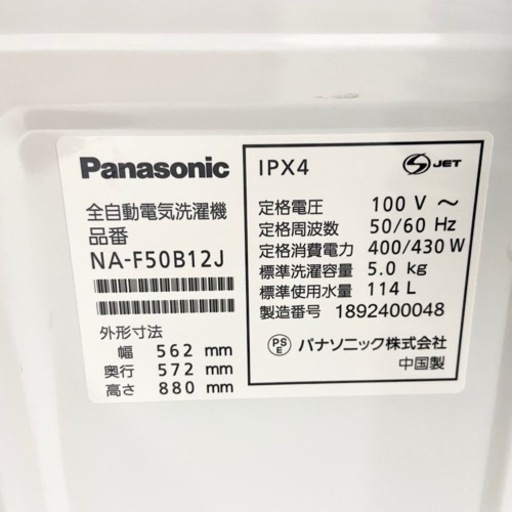 Panasonic
全自動電気洗濯機
品番
NA-F50B12J
外形寸法
幅 562 mm
奥行 572 mm
高さ 880 mm
IPX4
S JET
定格電圧 100 V ～
定格周波数 50/60 Hz
定格消費電力 400/430 W
標準洗濯容量 5.0 kg
標準使用水量 114 L
製造番号 1892400048
PSE パナソニック株式会社
中国製